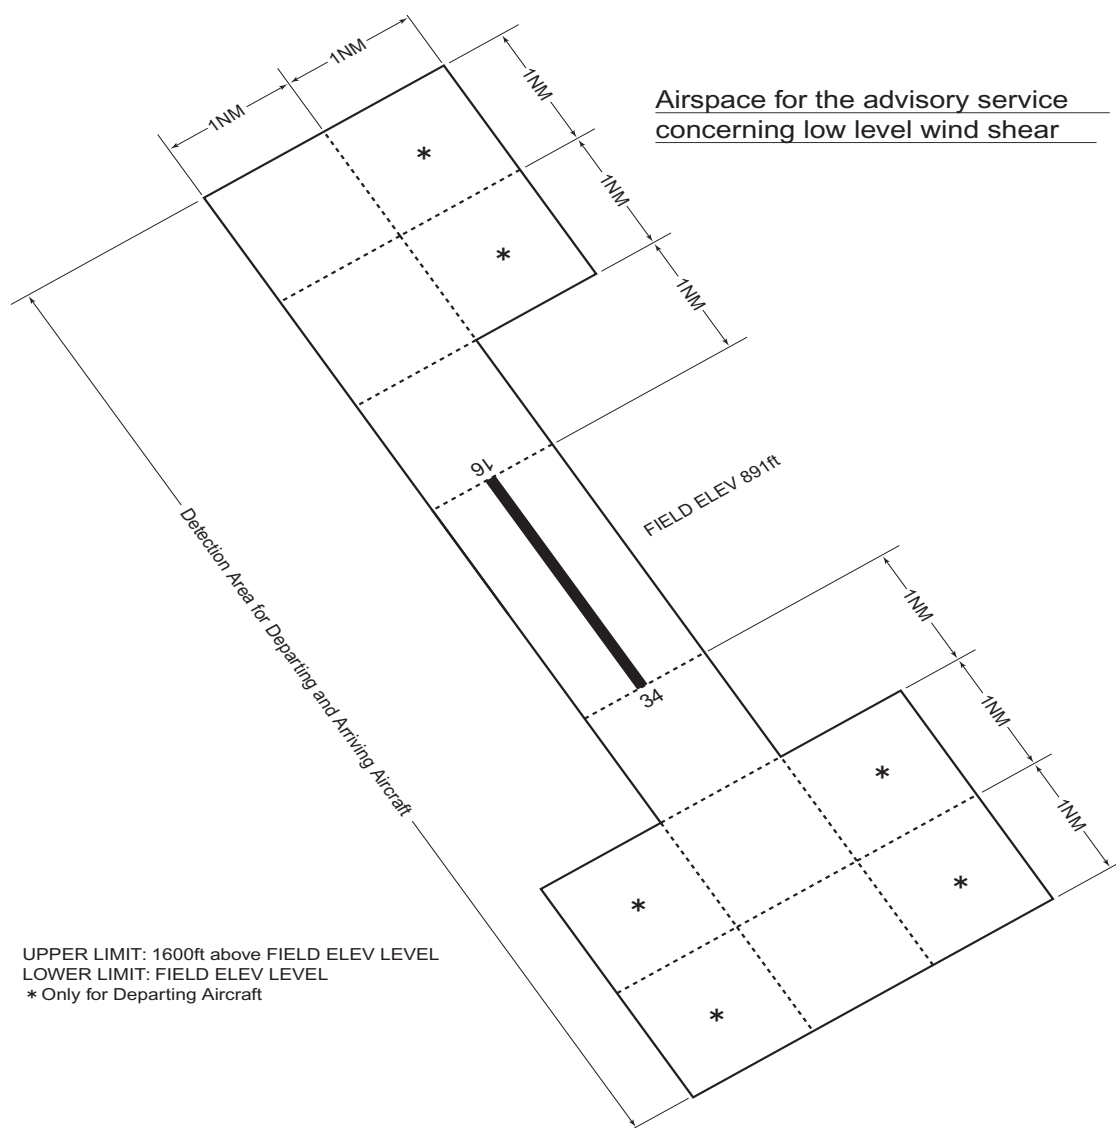 1NM
1NM
1NM
Airspace for the advisory service
concerning low level wind shear
*
1NM
*
1NM
16
FIELD ELEV 891ft
Detection Area for Departing and Arriving Aircraft
1NM
34
1NM
*
1NM
*
*
UPPER LIMIT: 1600ft above FIELD ELEV LEVEL
LOWER LIMIT: FIELD ELEV LEVEL
* Only for Departing Aircraft
*